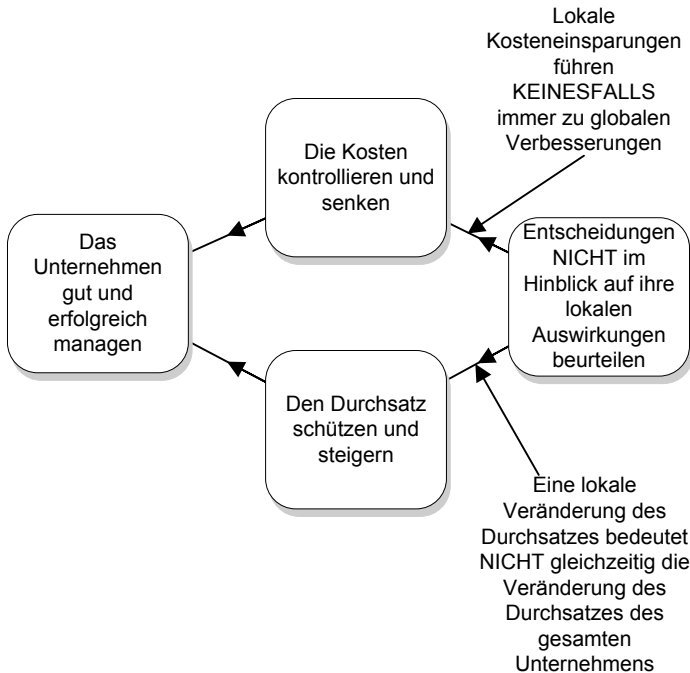 Lokale
Kosteneinsparungen
führen
KEINESFALLS
immer zu globalen
Verbesserungen
Die Kosten
kontrollieren und
senken
Das
Unternehmen
gut und
erfolgreich
managen
Entscheidungen
NICHT im
Hinblick auf ihre
lokalen
Auswirkungen
beurteilen
Den Durchsatz
schützen und
steigern
Eine lokale
Veränderung des
Durchsatzes bedeutet
NICHT gleichzeitig die
Veränderung des
Durchsatzes des
gesamten
Unternehmens